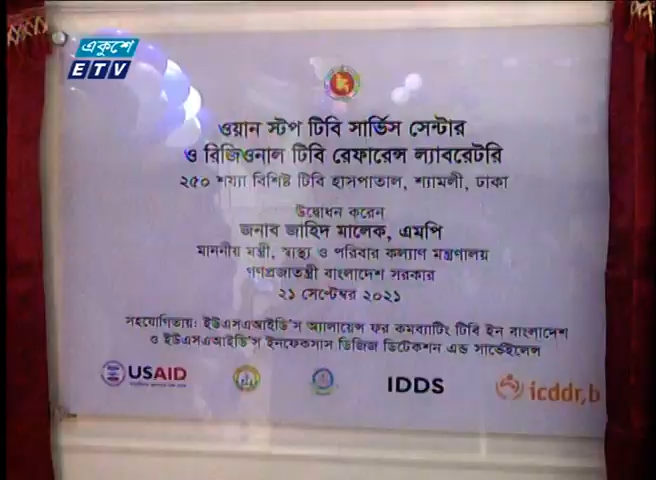 একুশে
ETV
ওয়ান স্টপ টিবি সার্ভিস সেন্টার
ও রিজিওনাল টিবি রেফারেন্স ল্যাবরেটরি
২৫০ শয্যা বিশিষ্ট টিবি হাসপাতাল, শ্যামলী, ঢাকা
উদ্বোধন করেন
জনাব জাহিদ মালেক, এমপি
মাননীয় মন্ত্রী, স্বাস্থ্য ও পরিবার কল্যাণ মন্ত্রণালয়
গণপ্রজাতন্ত্রী বাংলাদেশ সরকার
২১ সেপ্টেম্বর ২০২১
সহযোগিতায়: ইউএসএআইডি'স অ্যালায়েন্স ফর কমব্যাটিং টিবি ইন বাংলাদেশ
ও ইউএসএআইডি'স ইনফেকসাস ডিজিজ ডিটেকশন এন্ড সার্ভেইলেন্স
USAID
IDDS
icddr,b